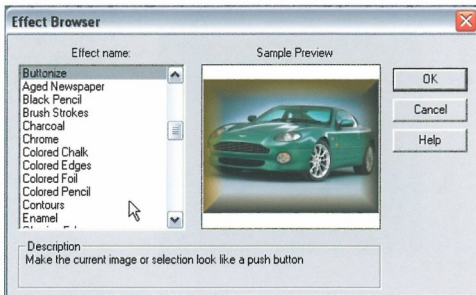 Effect Browser
Effect name:
Sample Preview
Buttonize
Aged Newspaper
Black Pencil
Brush Strokes
Charcoal
Chrome
Colored Chalk
Colored Edges
Colored Foil
Colored Pencil
Contours
Enamel
OK
Cancel
Help
Description
Make the current image or selection look like a push button